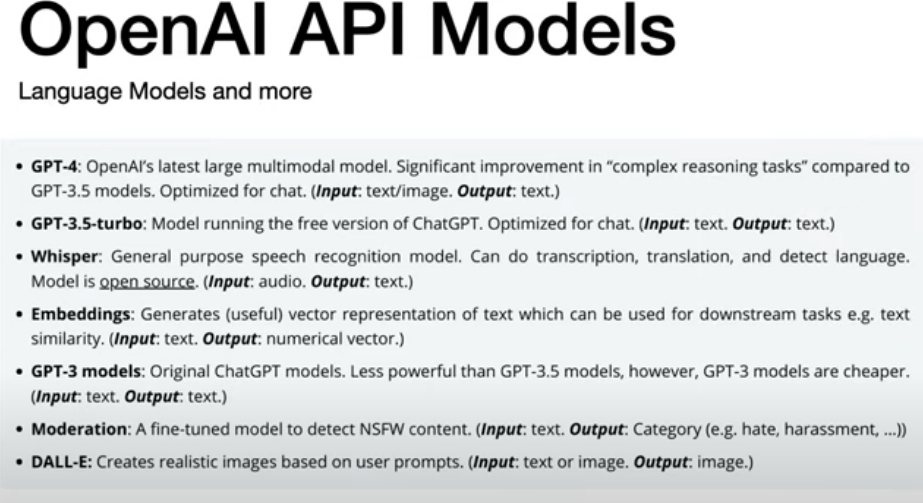 OpenAI API Models
Language Models and more
• GPT-4: OpenAI's latest large multimodal model. Significant improvement in “complex reasoning tasks” compared to
GPT-3.5 models. Optimized for chat. (Input: text/image. Output: text.)
• GPT-3.5-turbo: Model running the free version of ChatGPT. Optimized for chat. (Input: text. Output: text.)
• Whisper: General purpose speech recognition model. Can do transcription, translation, and detect language.
Model is open source. (Input: audio. Output: text.)
• Embeddings: Generates (useful) vector representation of text which can be used for downstream tasks e.g. text
similarity. (Input: text. Output: numerical vector.)
• GPT-3 models: Original ChatGPT models. Less powerful than GPT-3.5 models, however, GPT-3 models are cheaper.
(Input: text. Output: text.)
• Moderation: A fine-tuned model to detect NSFW content. (Input: text. Output: Category (e.g. hate, harassment, ...))
• DALL-E: Creates realistic images based on user prompts. (Input: text or image. Output: image.)